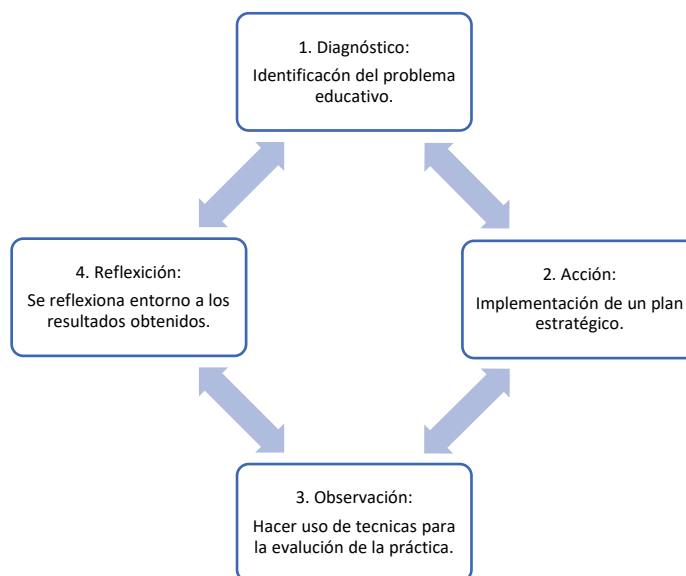 1. Diagnóstico:
Identificacón del problema
educativo.
2. Acción:
Implementación de un plan
estratégico.
3. Observación:
Hacer uso de tecnicas para
la evalución de la práctica.
4. Reflexición:
Se reflexiona entorno a los
resultados obtenidos.